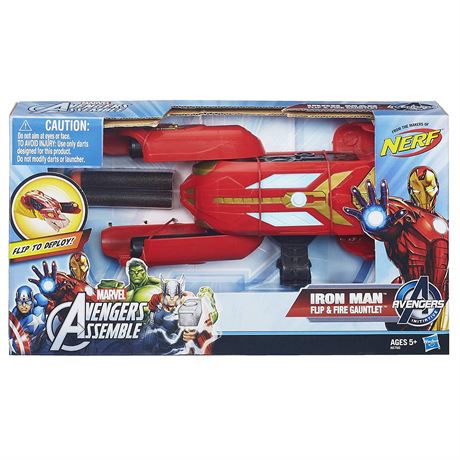 CAUTION:
Do not aim at eyes or face.
TO AVOID INJURY: Use only darts
designed for this product.
Do not modify darts or launcher.
FROM THE MAKERS OF
NERF
FLIP TO DEPLOY!
MARVEL
AVENGERS
ASSEMBLE
IRON MAN
FLIP & FIRE GAUNTLET
AVENGERS
INITIATIVE
AGES 5+
Hasbro